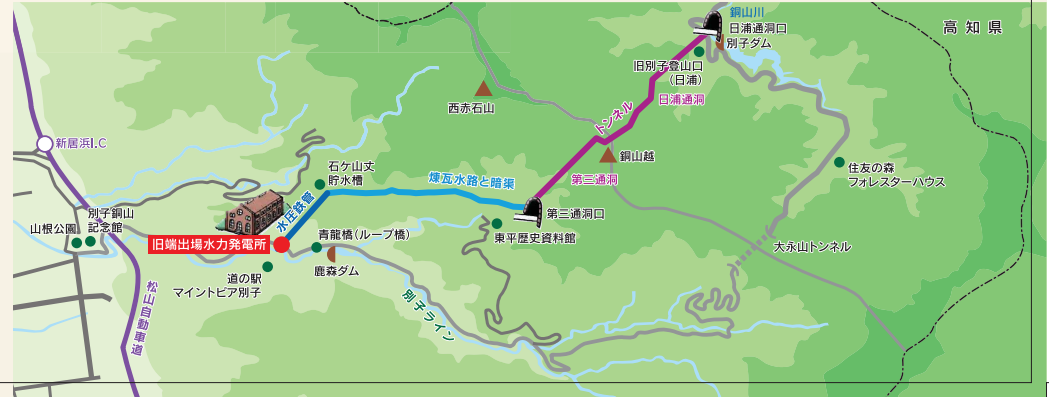 銅山川
日浦通洞口
別子ダム
高知県
旧別子登山口
（日浦）
日浦通洞
トンネル
西赤石山
新居浜I.C
銅山越
石ケ山丈
貯水槽
煉瓦水路と暗渠
第三通洞
住友の森
フォレスターハウス
水圧鉄管
別子銅山
記念館
山根公園
第三通洞口
旧端出場水力発電所
青龍橋（ループ橋）
東平歴史資料館
大永山トンネル
鹿森ダム
道の駅
マイントピア別子
別子ライン
松山自動車道